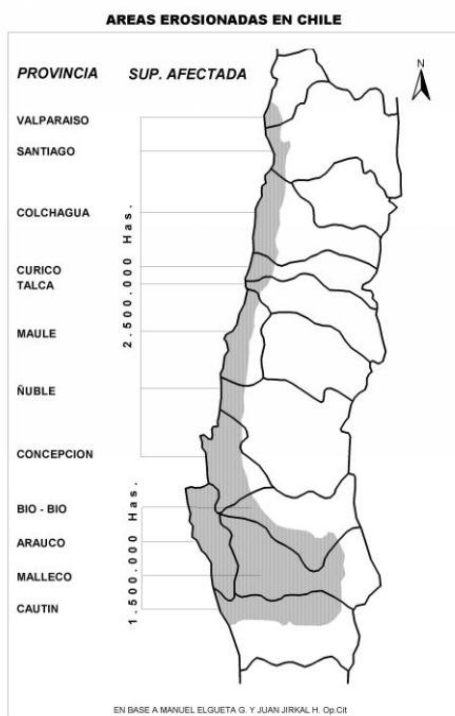 AREAS EROSIONADAS EN CHILE
PROVINCIA SUP. AFECTADA
N
VALPARAISO
SANTIAGO
COLCHAGUA
CURICO
TALCA
MAULE
ÑUBLE
CONCEPCION
2.500.000 Has.
BIO - BIO
ARAUCO
MALLECO
CAUTIN
1.500.000 Has.
EN BASE A MANUEL ELGUETA G. Y JUAN JIRKAL H. Op.Cit